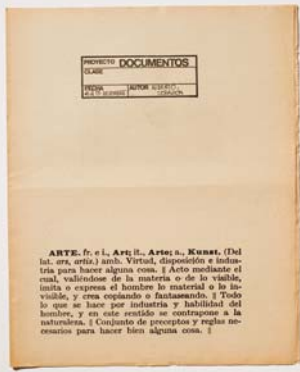 PROYECTO DOCUMENTOS
CLASE
FECHA AUTOR ALBERTO
DICIEMBRE CORAZON
ARTE. fr. e i., Art; it., Arte; a., Kunst. (Del
lat. ars, artis.) amb. Virtud, disposición e indus-
tria para hacer alguna cosa. || Acto mediante el
cual, valiéndose de la materia o de lo visible,
imita o expresa el hombre lo material o lo in-
visible, y crea copiando o fantaseando. || Todo
lo que se hace por industria y habilidad del
hombre, y en este sentido se contrapone a la
naturaleza. || Conjunto de preceptos y reglas ne-
cesarios para hacer bien alguna cosa. ||